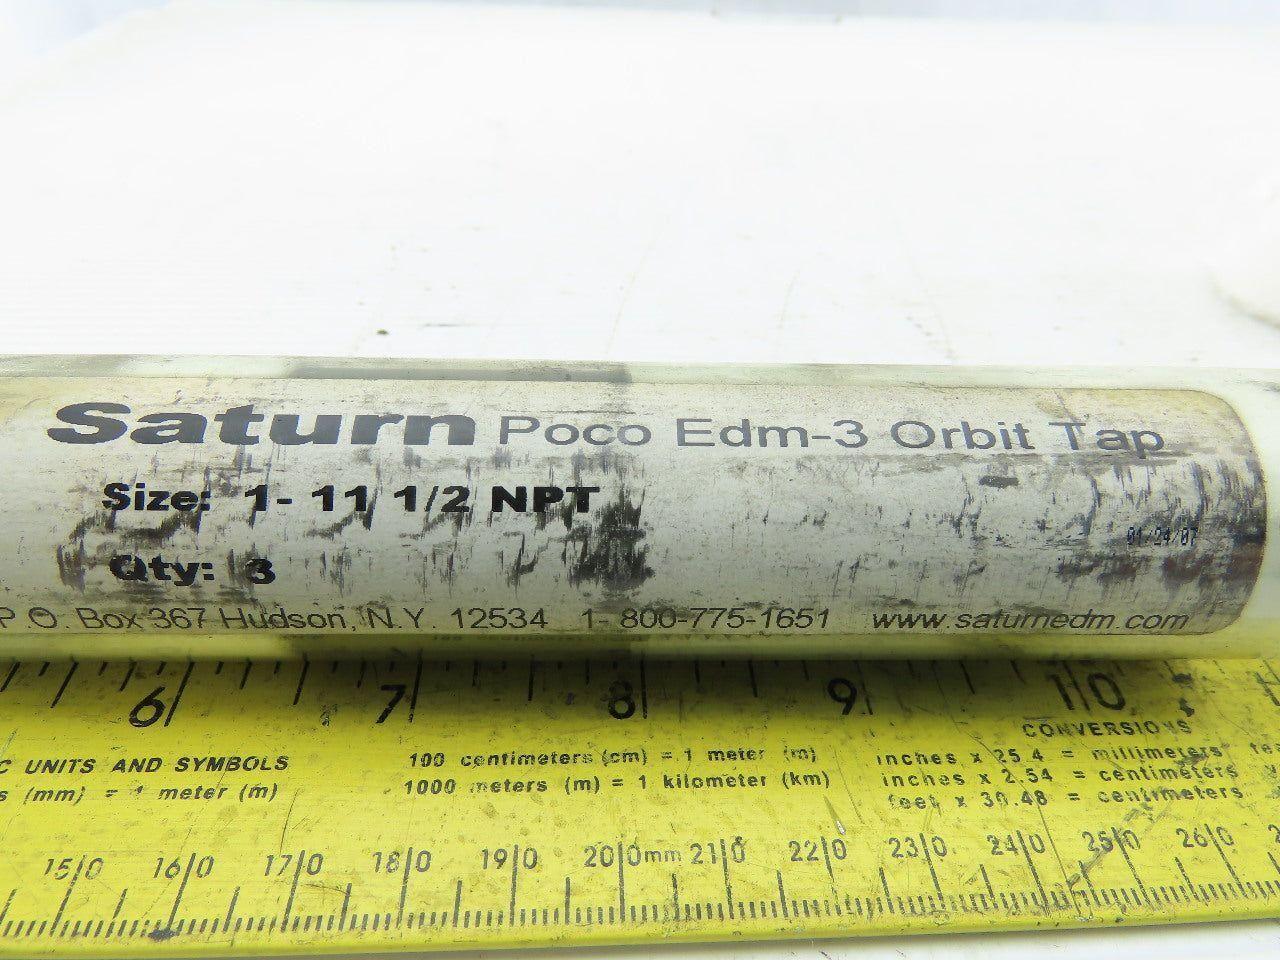 Saturn Poco Edm-3 Orbit Tap
Size: 1- 11 1/2 NPT
01/24/07
Qty: 3
P.O. Box 367 Hudson, N.Y. 12534 1-800-775-1651 www.saturnedm.com
6 7 8 9 10
CONVERSIONS
C UNITS AND SYMBOLS 100 centimeters (cm) = 1 meter (m) inches x 25.4 = millimeters
s (mm) = 1 meter (m) 1000 meters (m) = 1 kilometer (km) inches x 2.54 = centimeters
feet x 30.48 = centimeters
150 160 170 180 190 200mm 210 220 230 240 250 260